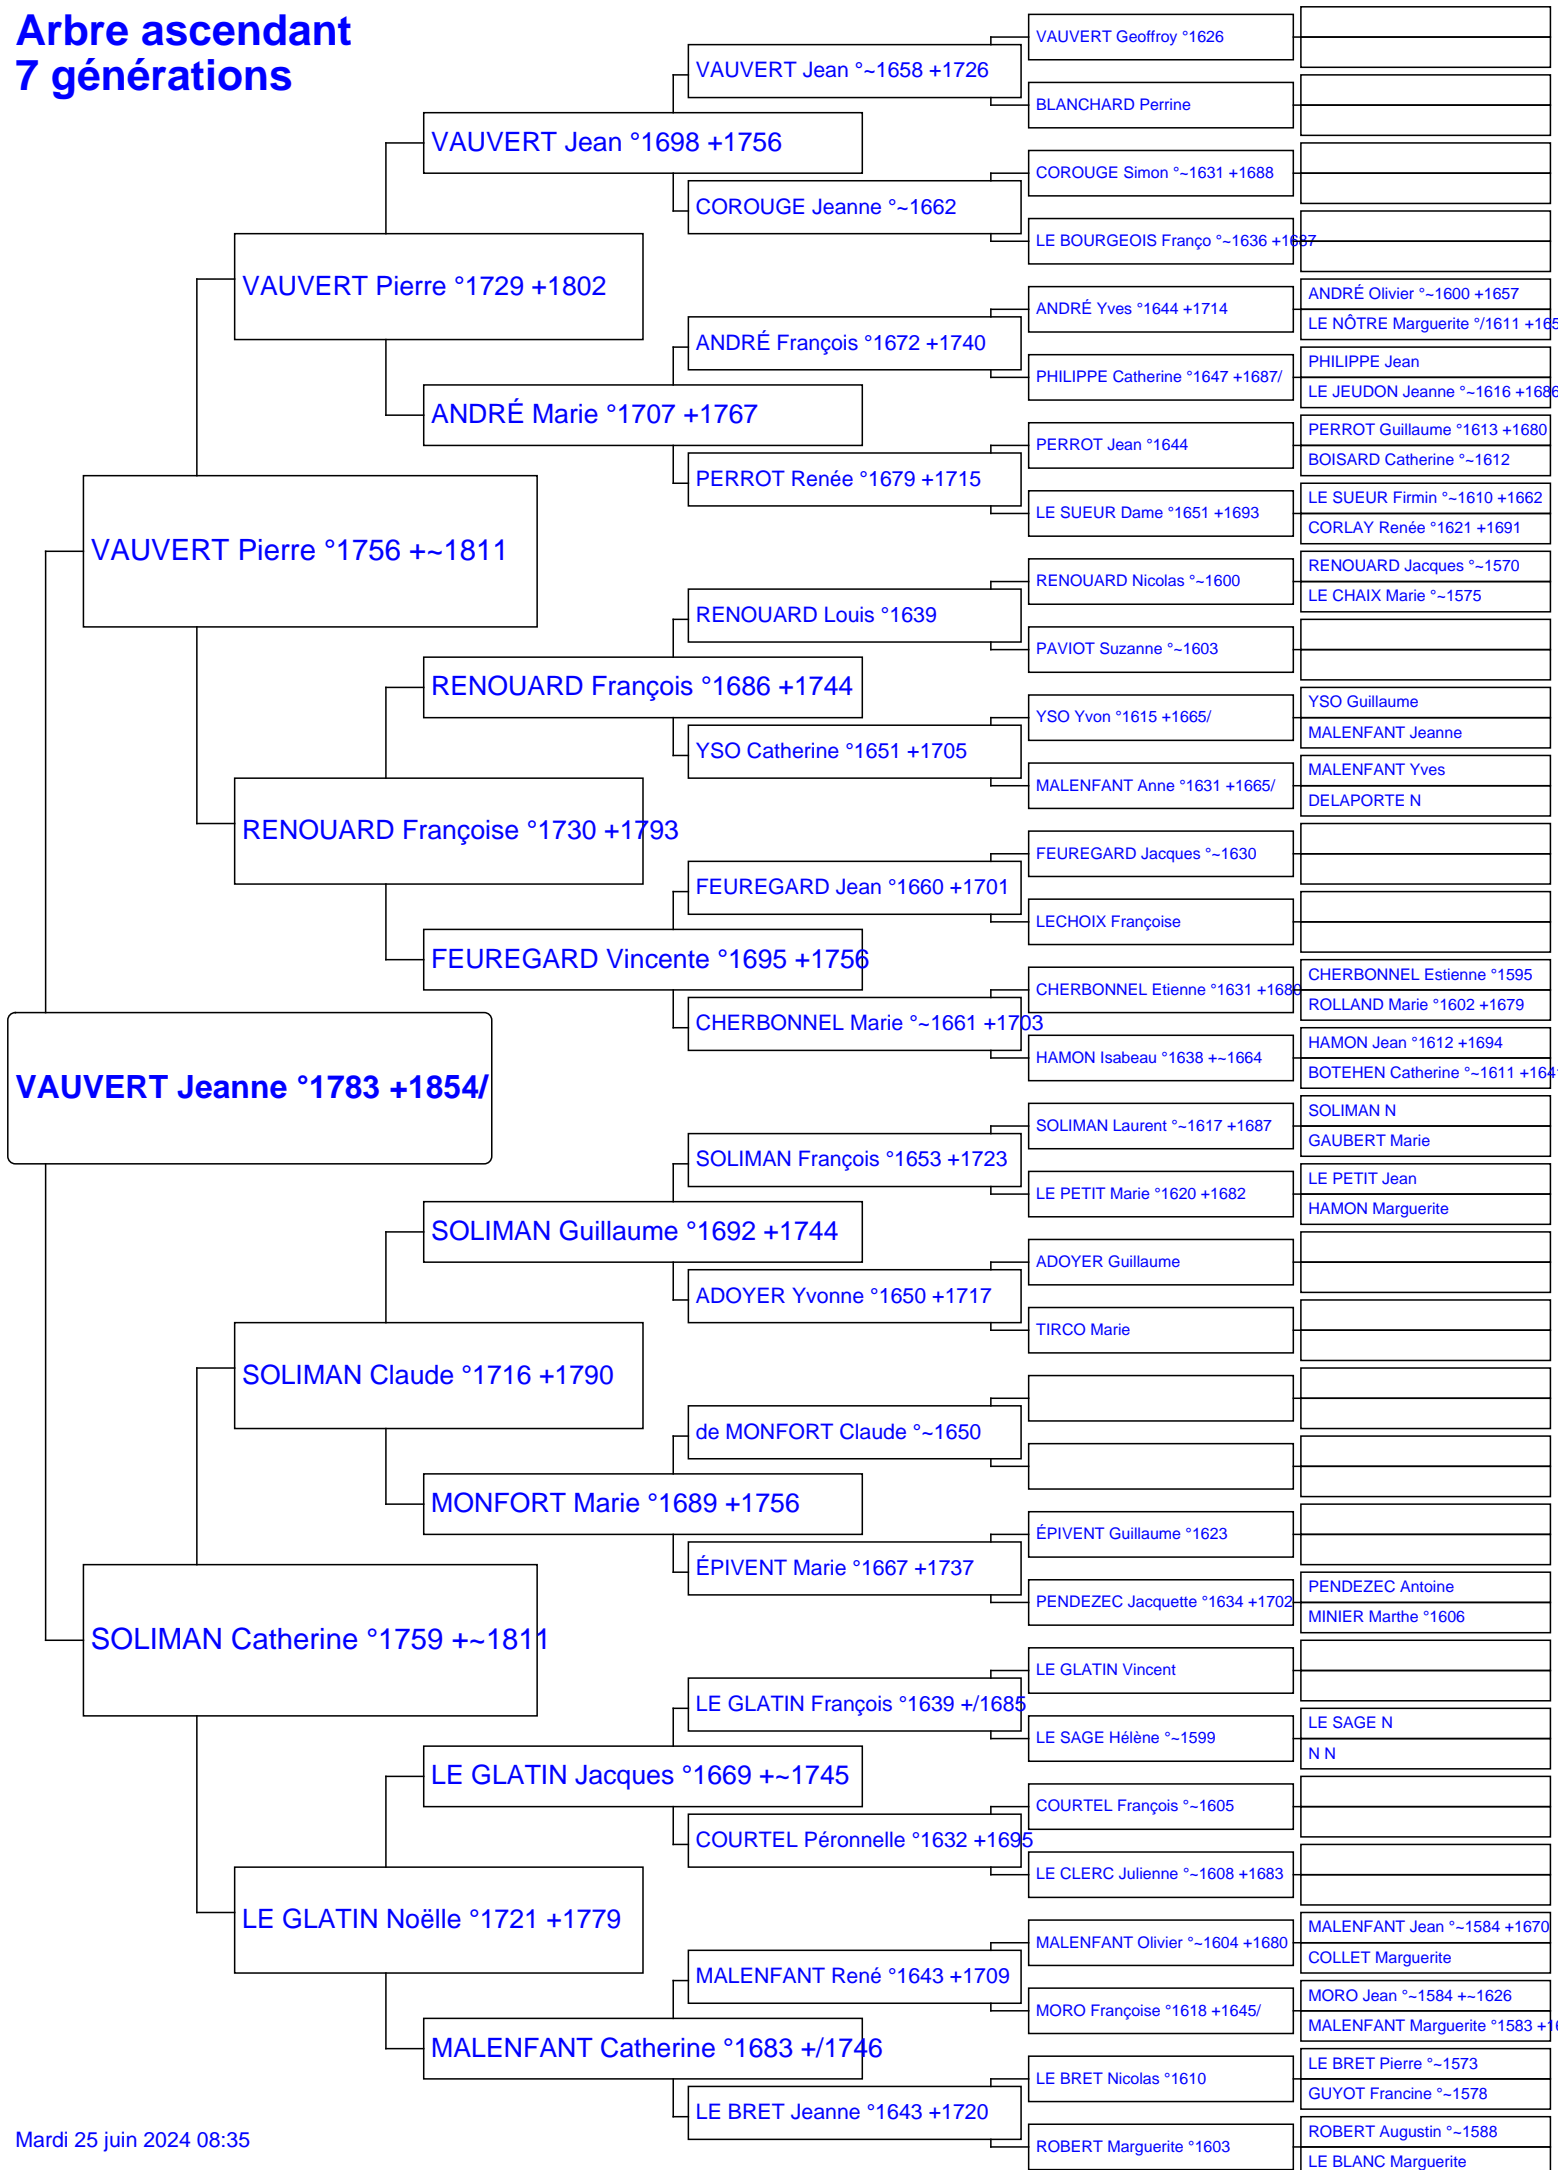 Arbre ascendant
7 générations
VAUVERT Jeanne °1783 +1854/
VAUVERT Pierre °1756 +~1811
SOLIMAN Catherine °1759 +~1811
VAUVERT Pierre °1729 +1802
RENOUARD Françoise °1730 +1793
SOLIMAN Claude °1716 +1790
LE GLATIN Noëlle °1721 +1779
VAUVERT Jean °1698 +1756
ANDRÉ Marie °1707 +1767
RENOUARD François °1686 +1744
FEUREGARD Vincente °1695 +1756
SOLIMAN Guillaume °1692 +1744
MONFORT Marie °1689 +1756
LE GLATIN Jacques °1669 +~1745
MALENFANT Catherine °1683 +/1746
VAUVERT Jean °~1658 +1726
COROUGE Jeanne °~1662
ANDRÉ François °1672 +1740
PERROT Renée °1679 +1715
RENOUARD Louis °1639
YSO Catherine °1651 +1705
FEUREGARD Jean °1660 +1701
CHERBONNEL Marie °~1661 +1703
SOLIMAN François °1653 +1723
ADOYER Yvonne °1650 +1717
de MONFORT Claude °~1650
ÉPIVENT Marie °1667 +1737
LE GLATIN François °1639 +/1685
COURTEL Péronnelle °1632 +1695
MALENFANT René °1643 +1709
LE BRET Jeanne °1643 +1720
VAUVERT Geoffroy °1626
BLANCHARD Perrine
COROUGE Simon °~1631 +1688
LE BOURGEOIS Franço °~1636 +1687
ANDRÉ Yves °1644 +1714
PHILIPPE Catherine °1647 +1687/
PERROT Jean °1644
LE SUEUR Dame °1651 +1693
RENOUARD Nicolas °~1600
PAVIOT Suzanne °~1603
YSO Yvon °1615 +1665/
MALENFANT Anne °1631 +1665/
FEUREGARD Jacques °~1630
LECHOIX Françoise
CHERBONNEL Etienne °1631 +1680
HAMON Isabeau °1638 +~1664
SOLIMAN Laurent °~1617 +1687
LE PETIT Marie °1620 +1682
ADOYER Guillaume
TIRCO Marie
ÉPIVENT Guillaume °1623
PENDEZEC Jacquette °1634 +1702
LE GLATIN Vincent
LE SAGE Hélène °~1599
COURTEL François °~1605
LE CLERC Julienne °~1608 +1683
MALENFANT Olivier °~1604 +1680
MORO Françoise °1618 +1645/
LE BRET Nicolas °1610
ROBERT Marguerite °1603
ANDRÉ Olivier °~1600 +1657
LE NÔTRE Marguerite °/1611 +165
PHILIPPE Jean
LE JEUDON Jeanne °~1616 +1686
PERROT Guillaume °1613 +1680
BOISARD Catherine °~1612
LE SUEUR Firmin °~1610 +1662
CORLAY Renée °1621 +1691
RENOUARD Jacques °~1570
LE CHAIX Marie °~1575
YSO Guillaume
MALENFANT Jeanne
MALENFANT Yves
DELAPORTE N
CHERBONNEL Estienne °1595
ROLLAND Marie °1602 +1679
HAMON Jean °1612 +1694
BOTEHEN Catherine °~1611 +1641
SOLIMAN N
GAUBERT Marie
LE PETIT Jean
HAMON Marguerite
PENDEZEC Antoine
MINIER Marthe °1606
LE SAGE N
N N
MALENFANT Jean °~1584 +1670
COLLET Marguerite
MORO Jean °~1584 +~1626
MALENFANT Marguerite °1583 +16
LE BRET Pierre °~1573
GUYOT Francine °~1578
ROBERT Augustin °~1588
LE BLANC Marguerite
Mardi 25 juin 2024 08:35